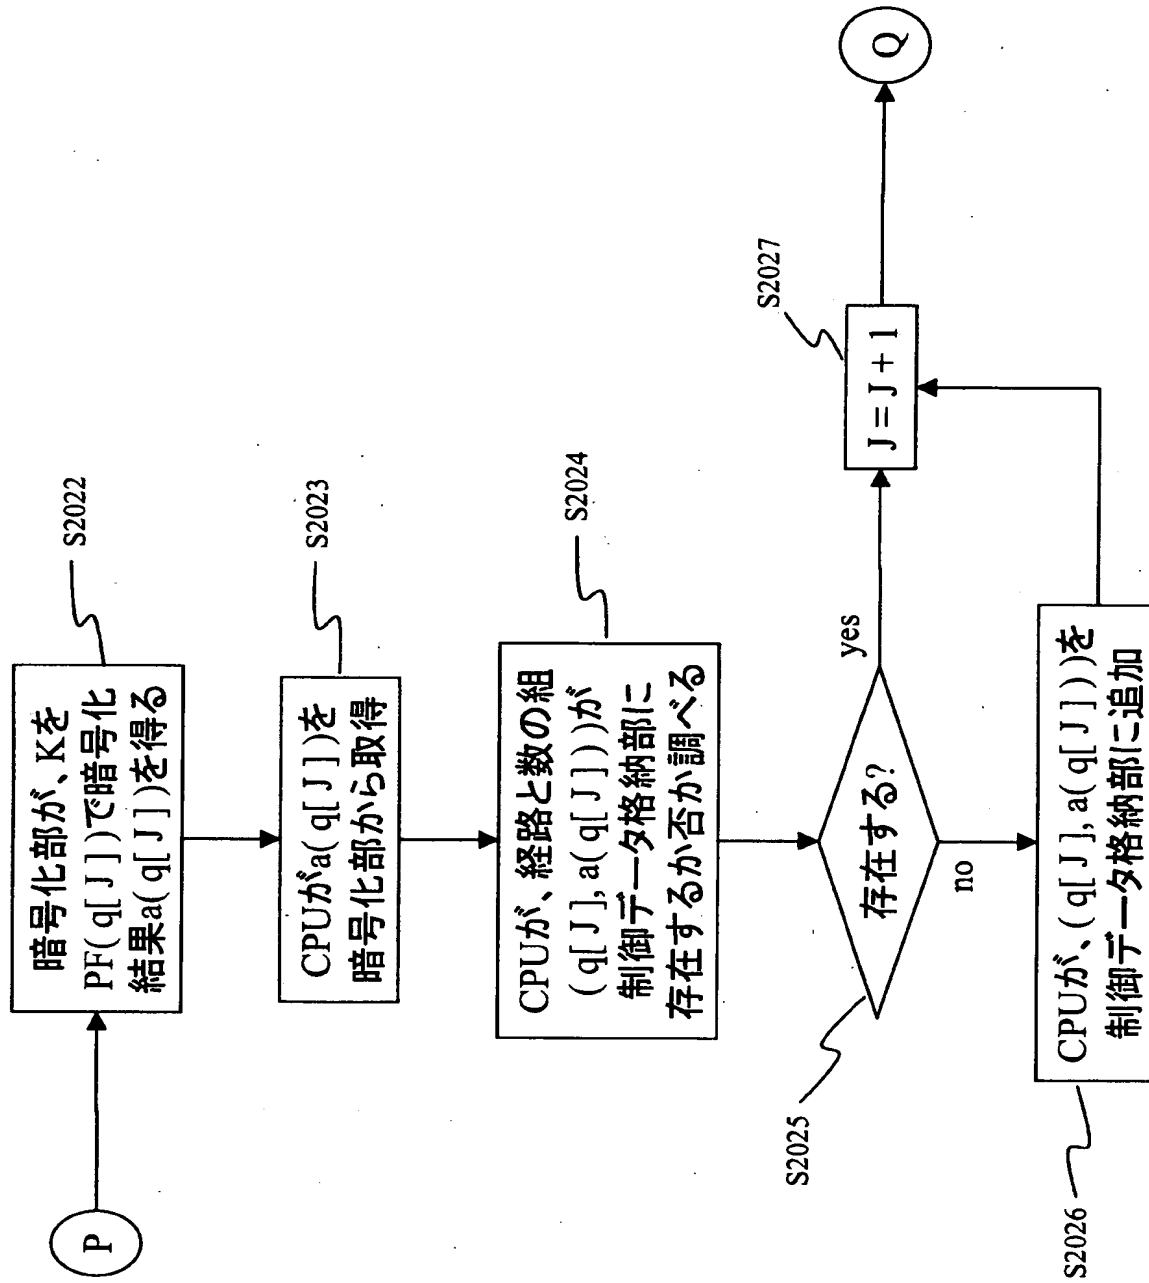 P
暗号化部が、Kを
PF(q[J])で暗号化
結果a(q[J])を得る
S2022
CPUがa(q[J])を
暗号化部から取得
S2023
CPUが、経路と数の組
(q[J],a(q[J]))が
制御データ格納部に
存在するか否か調べる
S2024
存在する?
S2025
yes
no
CPUが、(q[J],a(q[J]))を
制御データ格納部に追加
S2026
J=J+1
S2027
Q